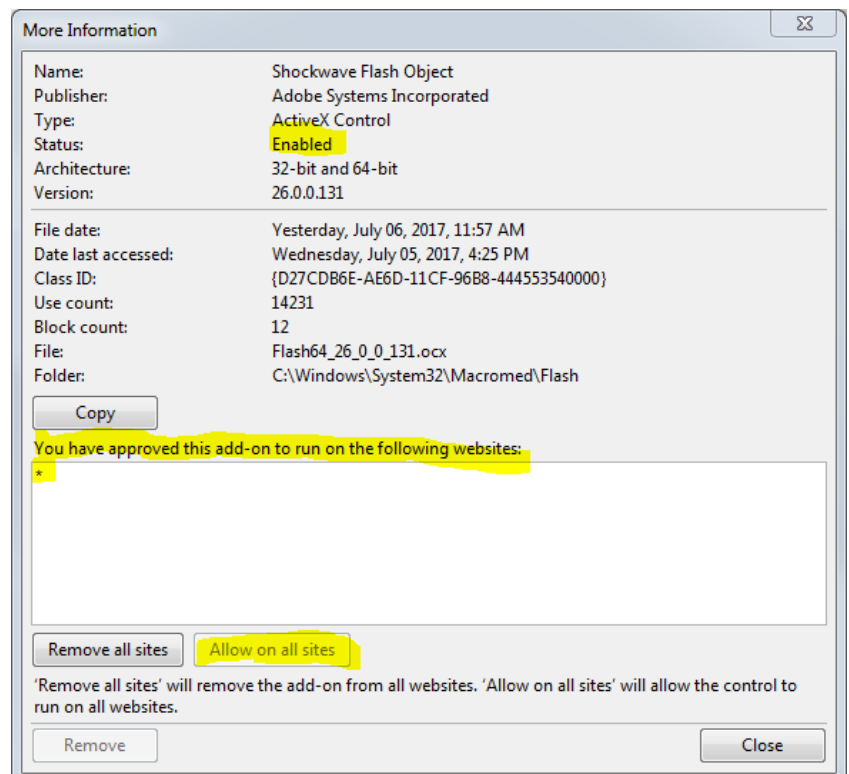 More Information
Name: Shockwave Flash Object
Publisher: Adobe Systems Incorporated
Type: ActiveX Control
Status: Enabled
Architecture: 32-bit and 64-bit
Version: 26.0.0.131
File date: Yesterday, July 06, 2017, 11:57 AM
Date last accessed: Wednesday, July 05, 2017, 4:25 PM
Class ID: {D27CDB6E-AE6D-11CF-96B8-444553540000}
Use count: 14231
Block count: 12
File: Flash64_26_0_0_131.ocx
Folder: C:\Windows\System32\Macromed\Flash
Copy
You have approved this add-on to run on the following websites:
*
Remove all sites Allow on all sites
'Remove all sites' will remove the add-on from all websites. 'Allow on all sites' will allow the control to
run on all websites.
Remove Close